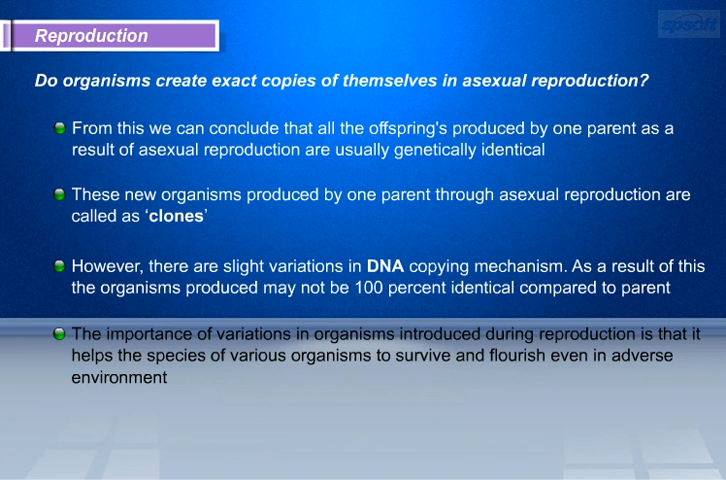 Reproduction
spsoft
Do organisms create exact copies of themselves in asexual reproduction?
From this we can conclude that all the offspring's produced by one parent as a
result of asexual reproduction are usually genetically identical
These new organisms produced by one parent through asexual reproduction are
called as ‘clones’
However, there are slight variations in DNA copying mechanism. As a result of this
the organisms produced may not be 100 percent identical compared to parent
The importance of variations in organisms introduced during reproduction is that it
helps the species of various organisms to survive and flourish even in adverse
environment